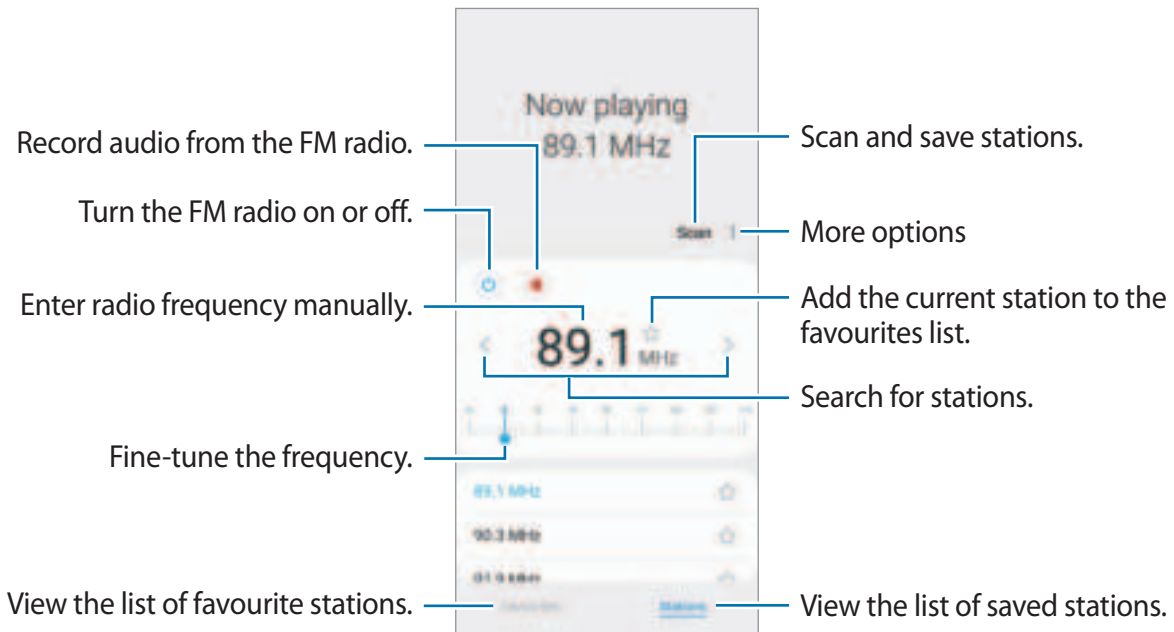 Now playing
89.1 MHz
Record audio from the FM radio.
Scan and save stations.
Turn the FM radio on or off.
Scan
More options
Enter radio frequency manually.
Add the current station to the
favourites list.
89.1 MHz
Search for stations.
Fine-tune the frequency.
89.1 MHz
90.3 MHz
View the list of favourite stations.
Stations
View the list of saved stations.